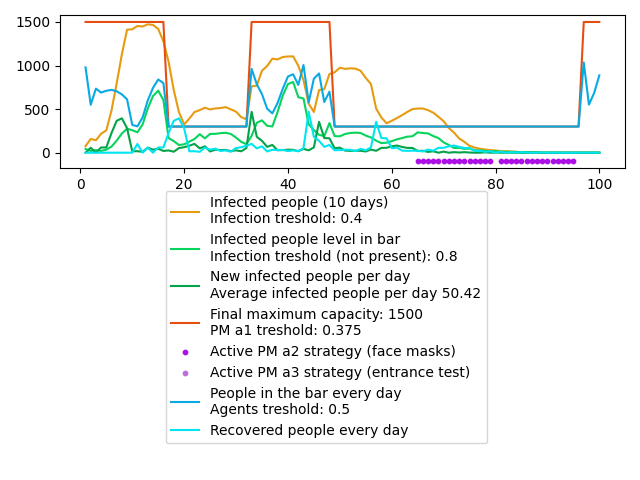 1500
1000
500
0
0
20
40
60
80
100
Infected people (10 days)
Infection treshold: 0.4
Infected people level in bar
Infection treshold (not present): 0.8
New infected people per day
Average infected people per day 50.42
Final maximum capacity: 1500
PM a1 treshold: 0.375
Active PM a2 strategy (face masks)
Active PM a3 strategy (entrance test)
People in the bar every day
Agents treshold: 0.5
Recovered people every day